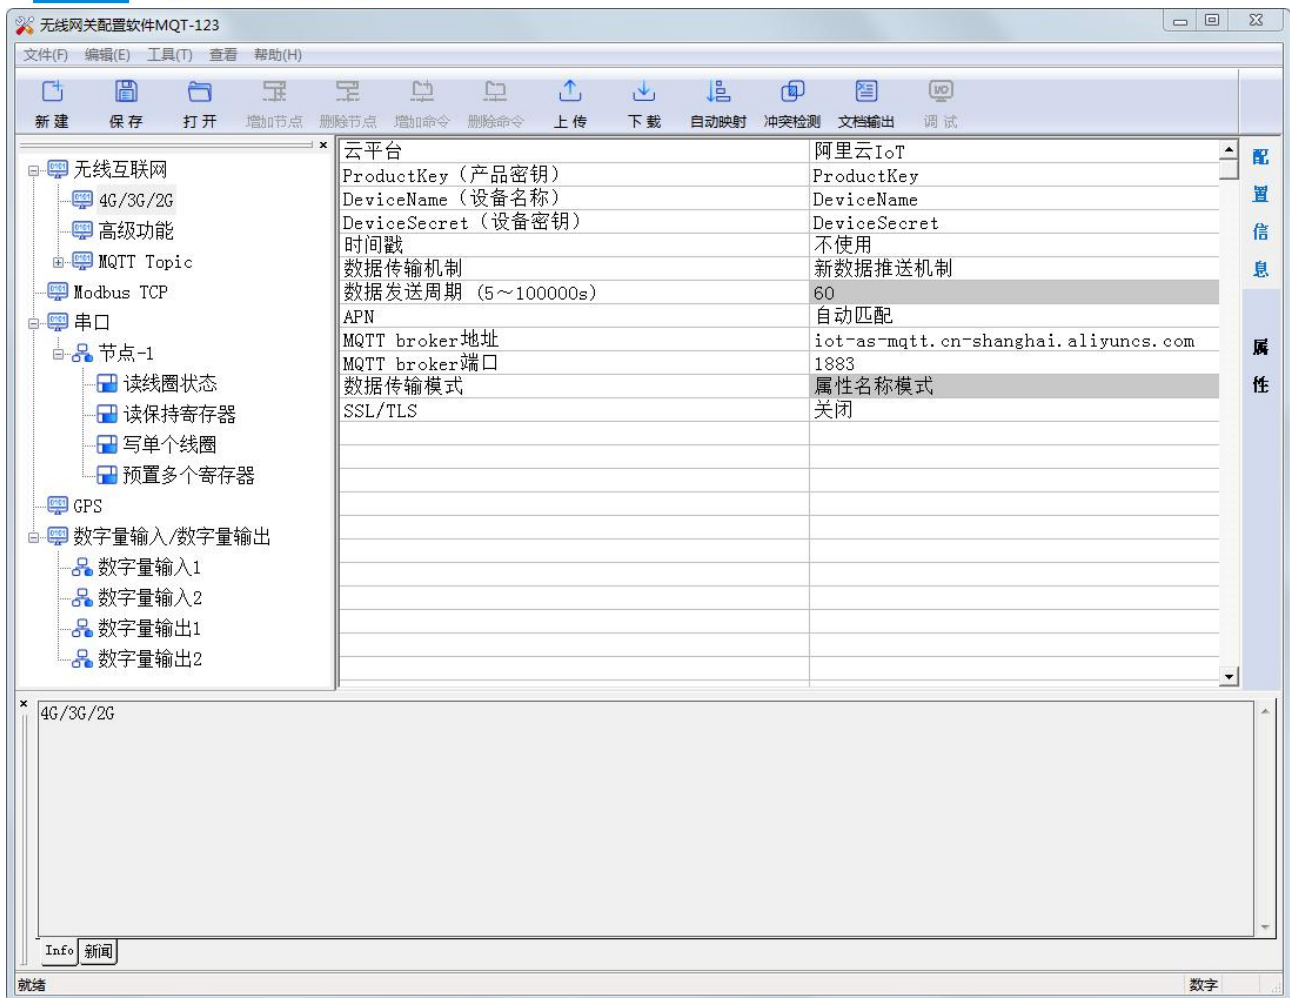 无线网关配置软件MQT-123
文件(F) 编辑(E) 工具(T) 查看 帮助(H)
新建 保存 打开 增加节点 删除节点 增加命令 删除命令 上传 下载 自动映射 冲突检测 文档输出 调试
无线互联网
4G/3G/2G
高级功能
MQTT Topic
Modbus TCP
串口
节点-1
读线圈状态
读保持寄存器
写单个线圈
预置多个寄存器
GPS
数字量输入/数字量输出
数字量输入1
数字量输入2
数字量输出1
数字量输出2
云平台 阿里云IoT
ProductKey（产品密钥） ProductKey
DeviceName（设备名称） DeviceName
DeviceSecret（设备密钥） DeviceSecret
时间戳 不使用
数据传输机制 新数据推送机制
数据发送周期 (5～100000s) 60
APN 自动匹配
MQTT broker地址 iot-as-mqtt.cn-shanghai.aliyuncs.com
MQTT broker端口 1883
数据传输模式 属性名称模式
SSL/TLS 关闭
配置信息
属性
4G/3G/2G
Info 新闻
就绪 数字